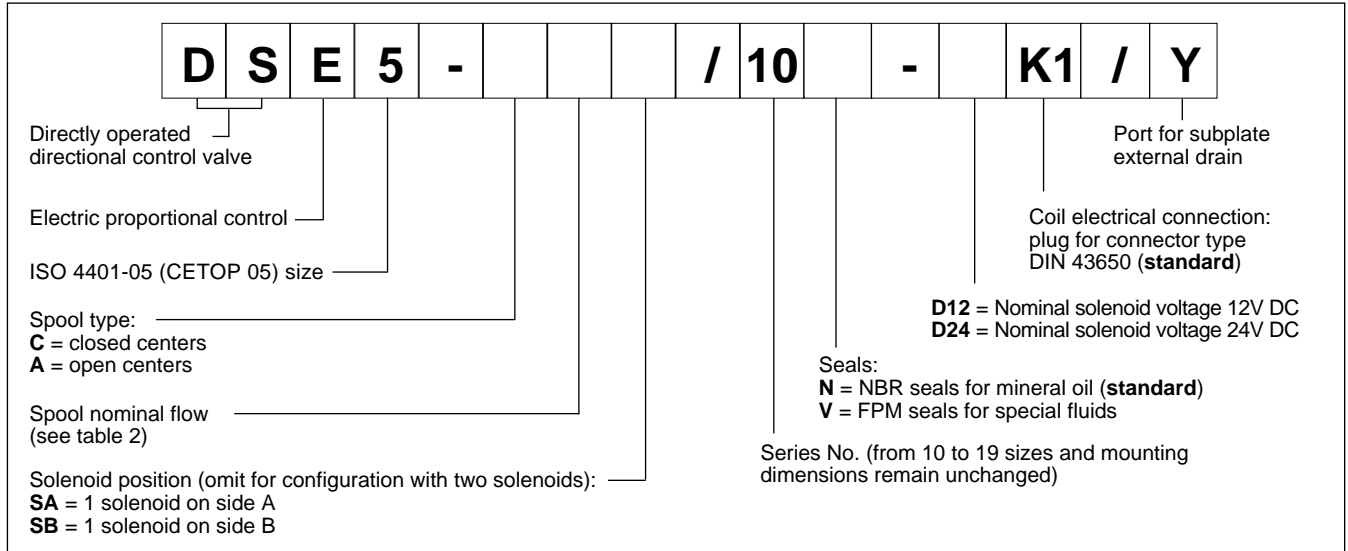 D S E 5 - / 10 - K1 / Y
Directly operated
directional control valve
Electric proportional control
ISO 4401-05 (CETOP 05) size
Spool type:
C = closed centers
A = open centers
Spool nominal flow
(see table 2)
Solenoid position (omit for configuration with two solenoids):
SA = 1 solenoid on side A
SB = 1 solenoid on side B
Port for subplate
external drain
Coil electrical connection:
plug for connector type
DIN 43650 (standard)
D12 = Nominal solenoid voltage 12V DC
D24 = Nominal solenoid voltage 24V DC
Seals:
N = NBR seals for mineral oil (standard)
V = FPM seals for special fluids
Series No. (from 10 to 19 sizes and mounting
dimensions remain unchanged)